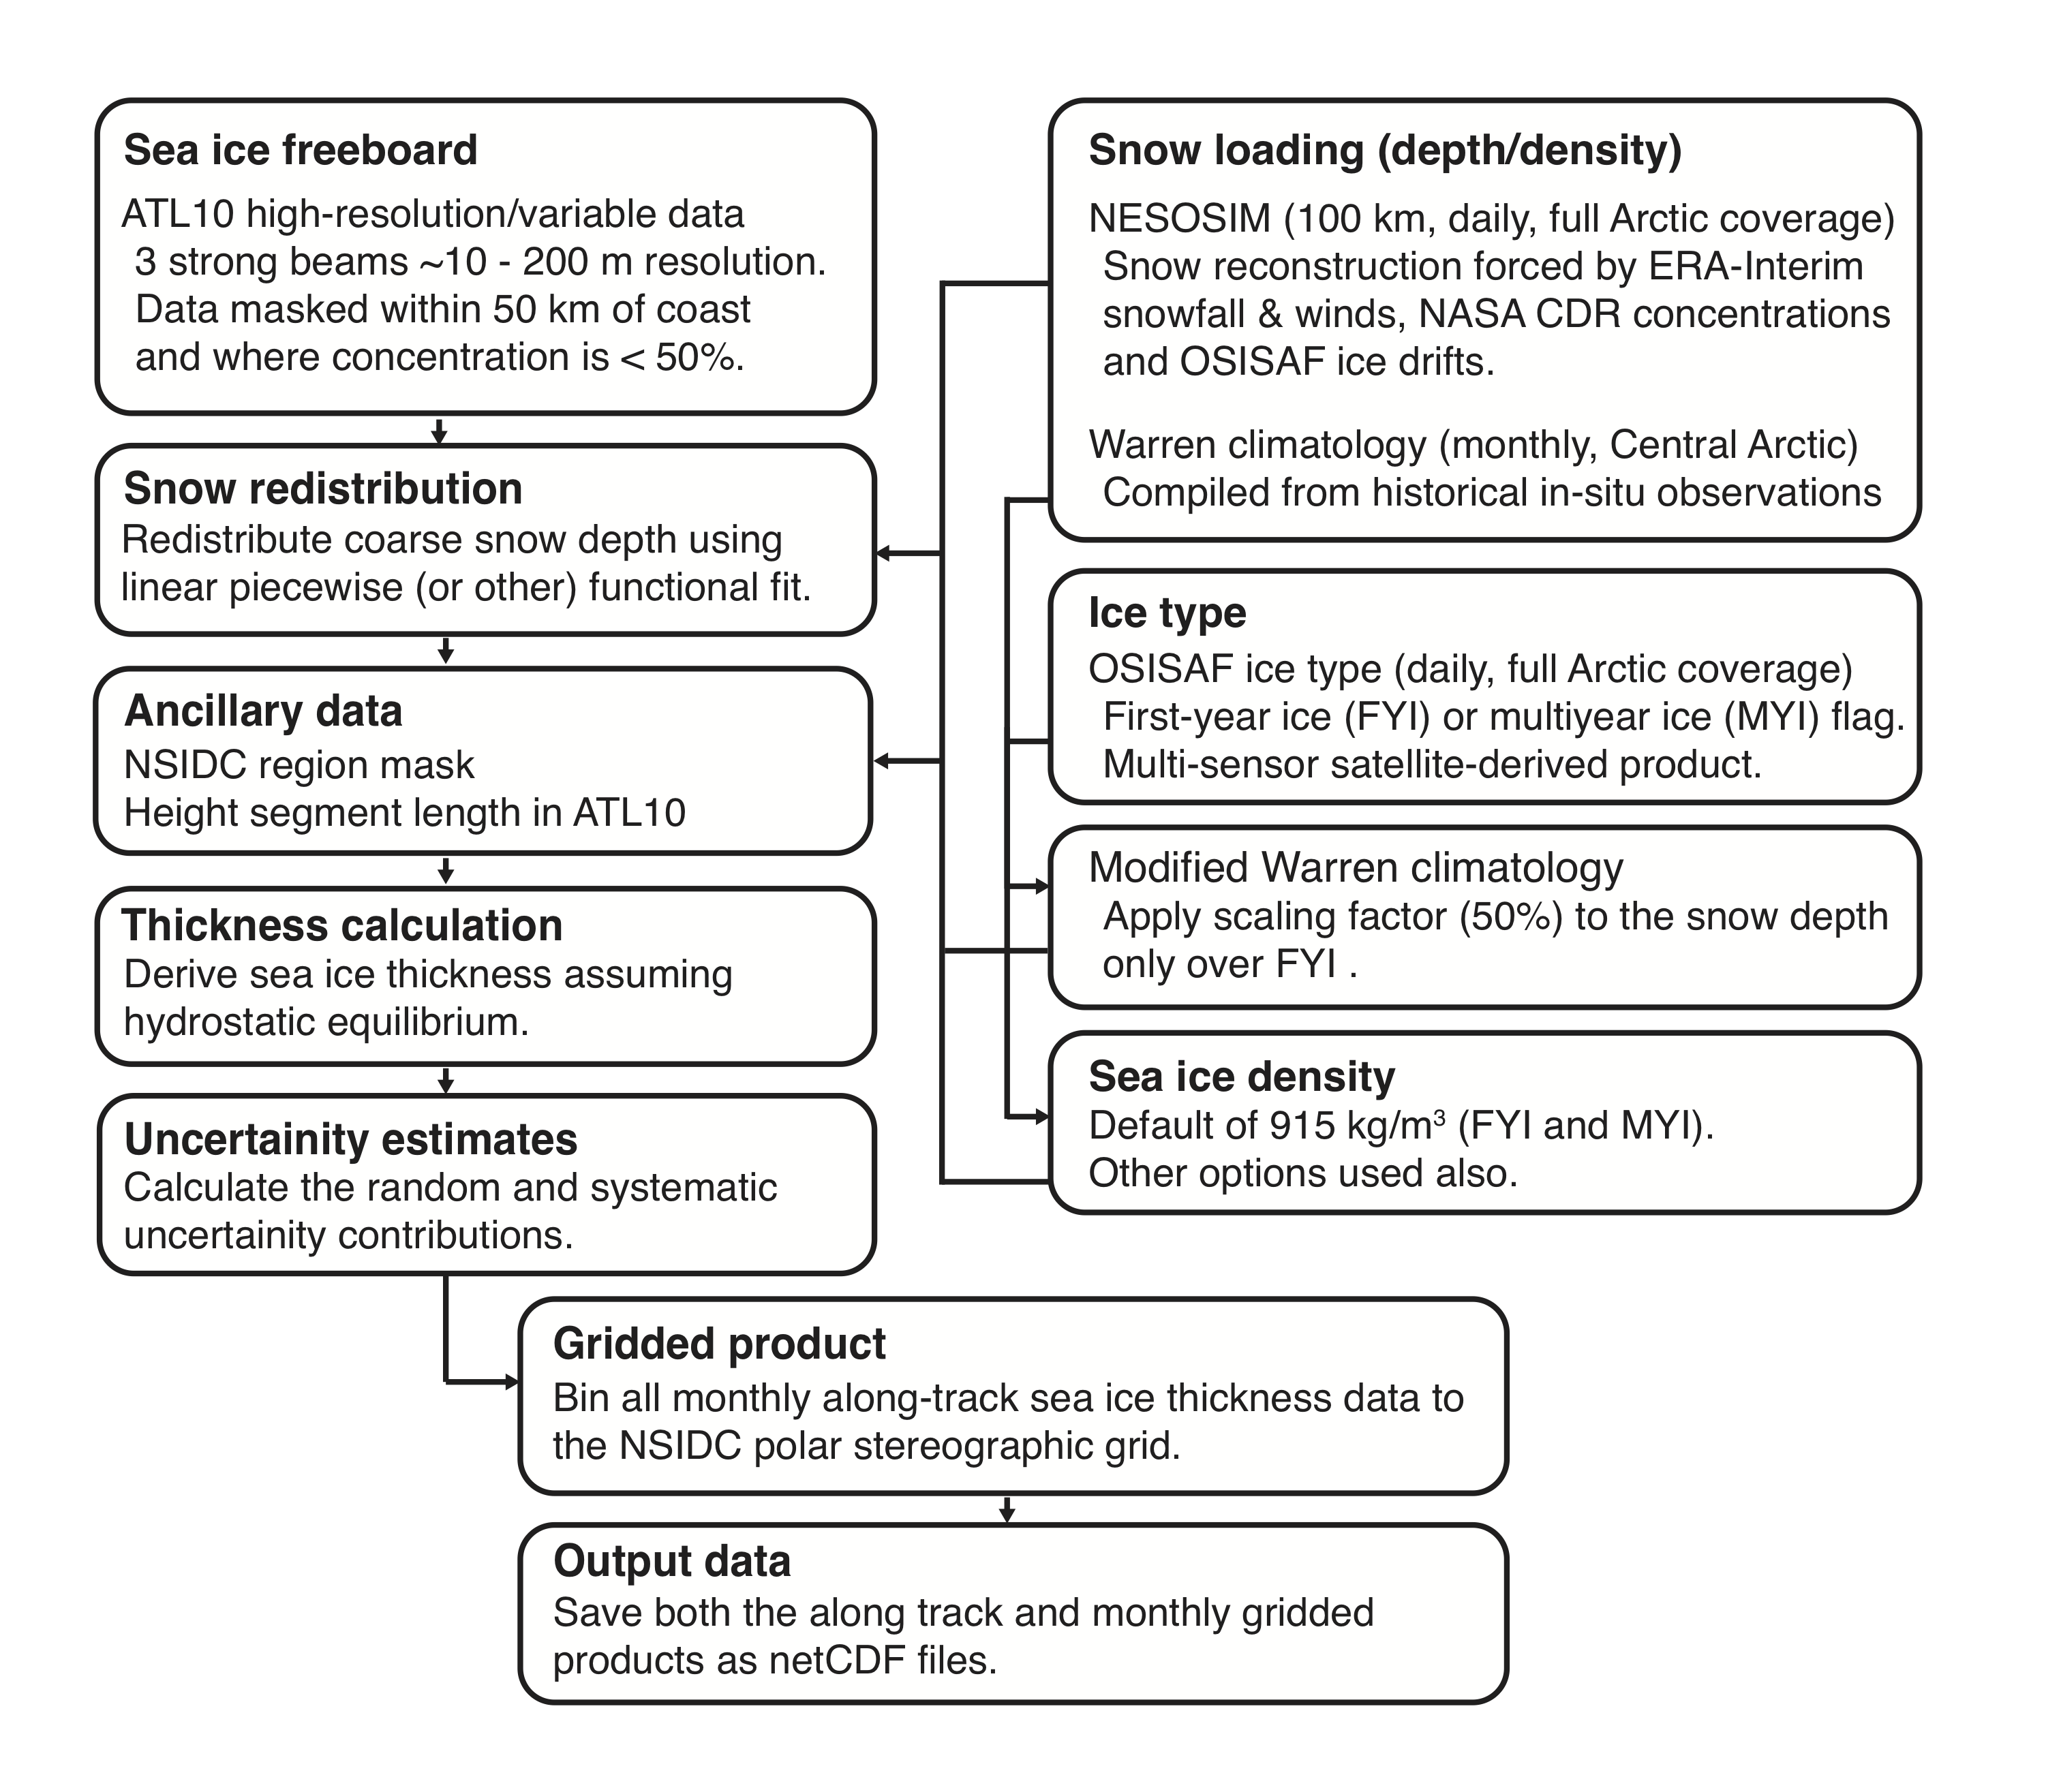 Sea ice freeboard
ATL10 high-resolution/variable data
3 strong beams ~10 - 200 m resolution.
Data masked within 50 km of coast
and where concentration is < 50%.
Snow redistribution
Redistribute coarse snow depth using
linear piecewise (or other) functional fit.
Ancillary data
NSIDC region mask
Height segment length in ATL10
Thickness calculation
Derive sea ice thickness assuming
hydrostatic equilibrium.
Uncertainity estimates
Calculate the random and systematic
uncertainity contributions.
Snow loading (depth/density)
NESOSIM (100 km, daily, full Arctic coverage)
Snow reconstruction forced by ERA-Interim
snowfall & winds, NASA CDR concentrations
and OSISAF ice drifts.
Warren climatology (monthly, Central Arctic)
Compiled from historical in-situ observations
Ice type
OSISAF ice type (daily, full Arctic coverage)
First-year ice (FYI) or multiyear ice (MYI) flag.
Multi-sensor satellite-derived product.
Modified Warren climatology
Apply scaling factor (50%) to the snow depth
only over FYI .
Sea ice density
Default of 915 kg/m³ (FYI and MYI).
Other options used also.
Gridded product
Bin all monthly along-track sea ice thickness data to
the NSIDC polar stereographic grid.
Output data
Save both the along track and monthly gridded
products as netCDF files.